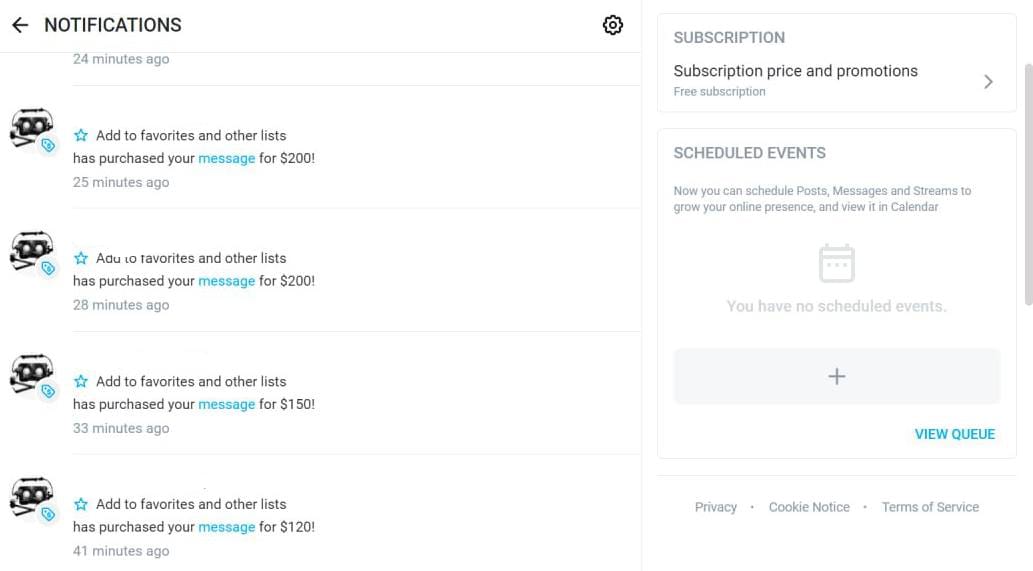 NOTIFICATIONS
24 minutes ago
Add to favorites and other lists
has purchased your message for $200!
25 minutes ago
Add to favorites and other lists
has purchased your message for $200!
28 minutes ago
Add to favorites and other lists
has purchased your message for $150!
33 minutes ago
Add to favorites and other lists
has purchased your message for $120!
41 minutes ago
SUBSCRIPTION
Subscription price and promotions
Free subscription
SCHEDULED EVENTS
Now you can schedule Posts, Messages and Streams to
grow your online presence, and view it in Calendar
You have no scheduled events.
VIEW QUEUE
Privacy · Cookie Notice · Terms of Service